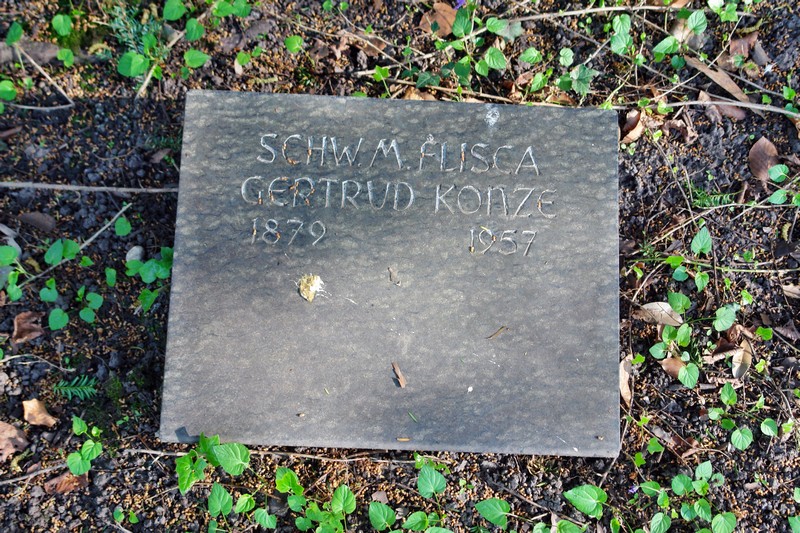 SCHW. M. FLISCA
GERTRUD KONZE
1879 1957